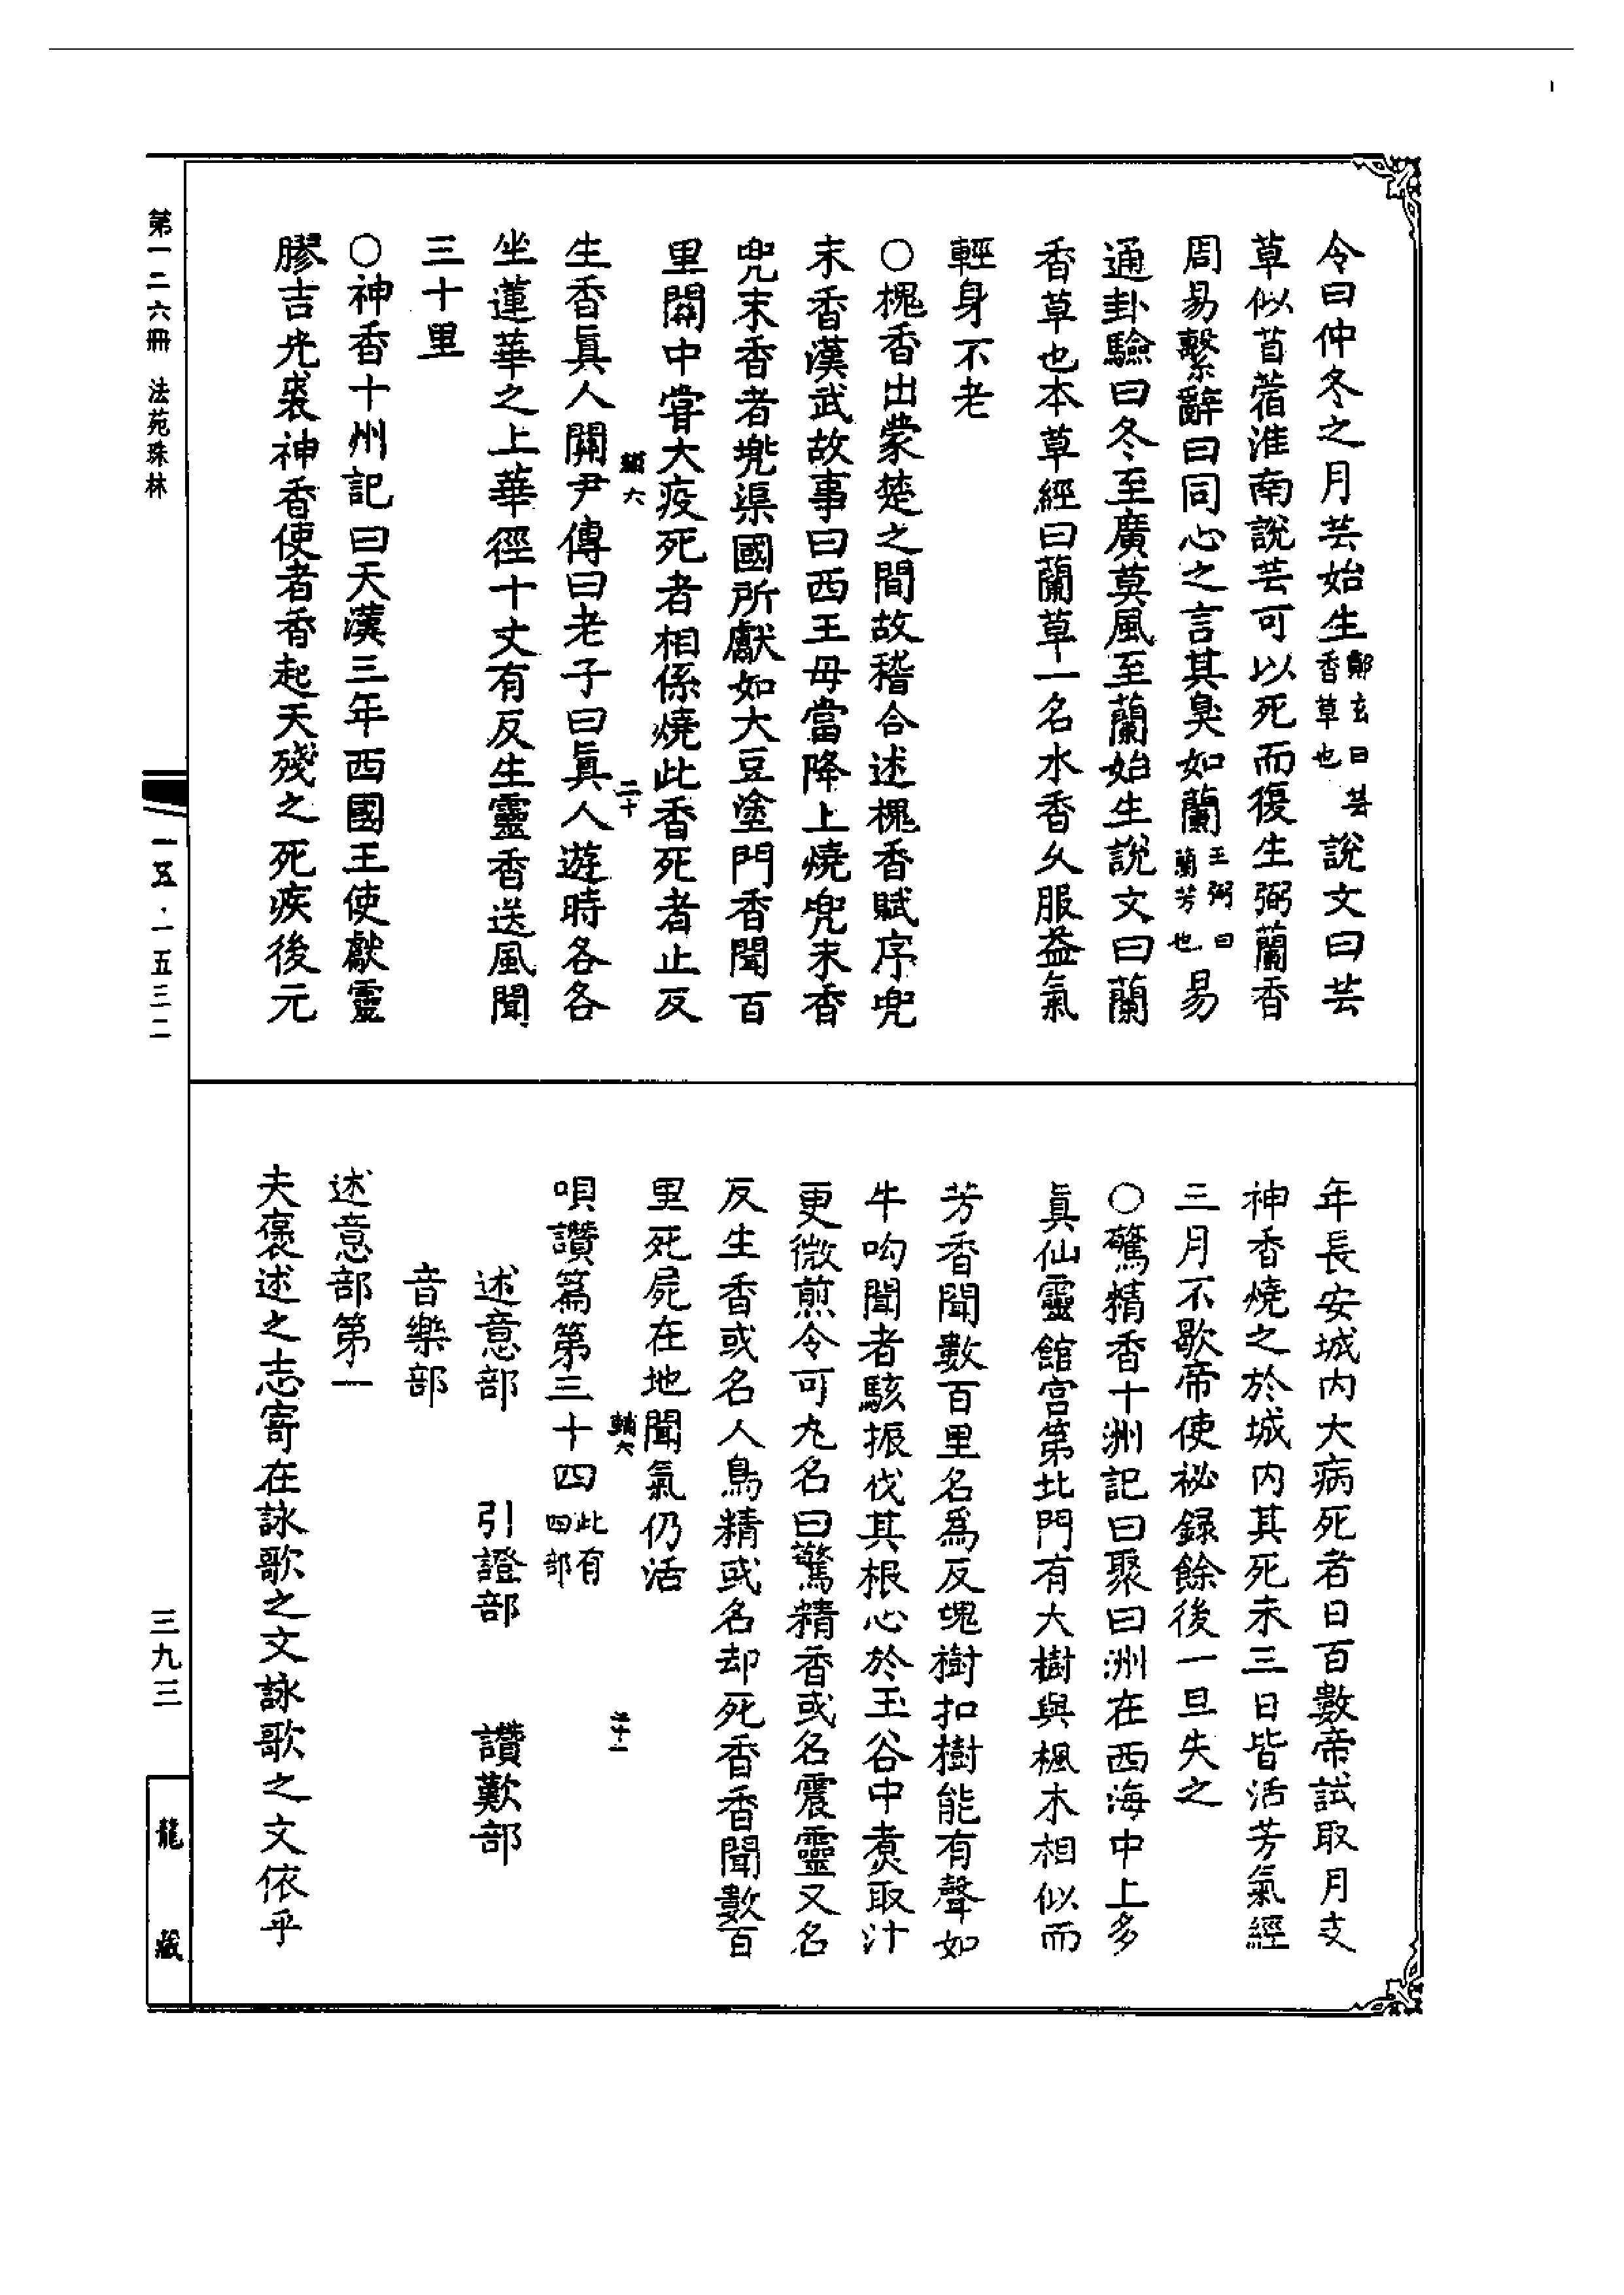 令曰仲冬之月芸始生鄭玄曰芸香草也說文曰芸
草似苜蓿淮南說芸可以死而復生弼蘭香
周易繫辭曰同心之言其臭如蘭王弼曰蘭芳也易
通卦驗曰冬至廣莫風至蘭始生說文曰蘭
香草也本草經曰蘭草一名水香久服益氣
輕身不老
○槐香出蒙楚之間故稽合述槐香賦序兜
末香漢武故事曰西王母當降上燒兜末香
兜末香者兠渠國所獻如大豆塗門香聞百
里關中嘗大疫死者相係燒此香死者止反
六
二十
生香真人關尹傳曰老子曰真人遊時各各
坐蓮華之上華徑十丈有反生靈香送風聞
三十里
○神香十州記曰天漢三年西國王使獻靈
膠吉光裘神香使者香起天殘之死疾後元
年長安城內大病死者日百數帝試取月支
神香燒之於城內其死未三日皆活芳氣經
三月不歇帝使祕錄餘後一旦失之
○驚精香十洲記曰聚曰洲在西海中上多
真仙靈館宮第北門有大樹與楓木相似而
芳香聞數百里名為反魂樹扣樹能有聲如
牛吼聞者駭振伐其根心於玉谷中煑取汁
更微煎令可丸名曰驚精香或名震靈又名
反生香或名人鳥精或名却死香香聞數百
里死屍在地聞氣仍活
輔六
二十一
唄讚篇第三十四此有四部
述意部　引證部　讚歎部
音樂部
述意部第一
夫褒述之志寄在詠歌之文詠歌之文依乎
第一二六冊　法苑珠林
一五·一五三二
三九三
龍藏